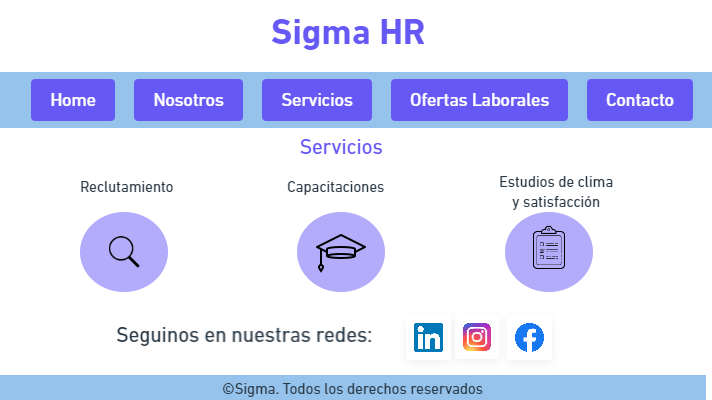 Sigma HR
Home
Nosotros
Servicios
Ofertas Laborales
Contacto
Servicios
Reclutamiento
Capacitaciones
Estudios de clima
y satisfacción
Seguinos en nuestras redes:
in
f
©Sigma. Todos los derechos reservados